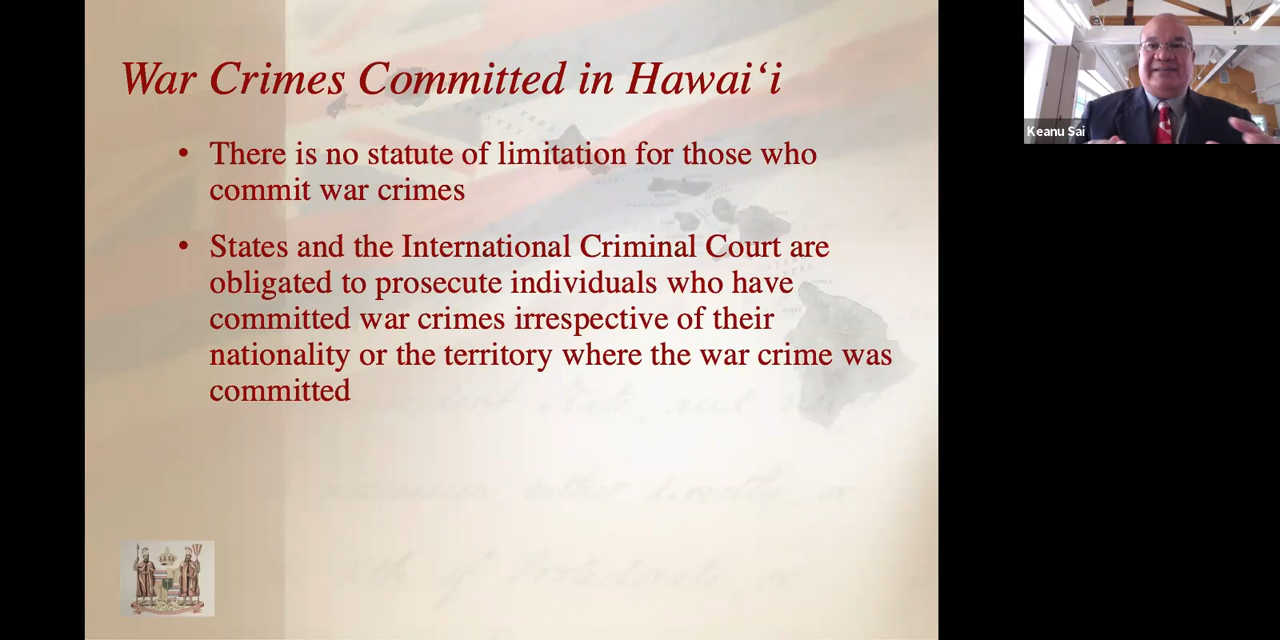 War Crimes Committed in Hawaiʻi
• There is no statute of limitation for those who
commit war crimes
• States and the International Criminal Court are
obligated to prosecute individuals who have
committed war crimes irrespective of their
nationality or the territory where the war crime was
committed
Keanu Sai